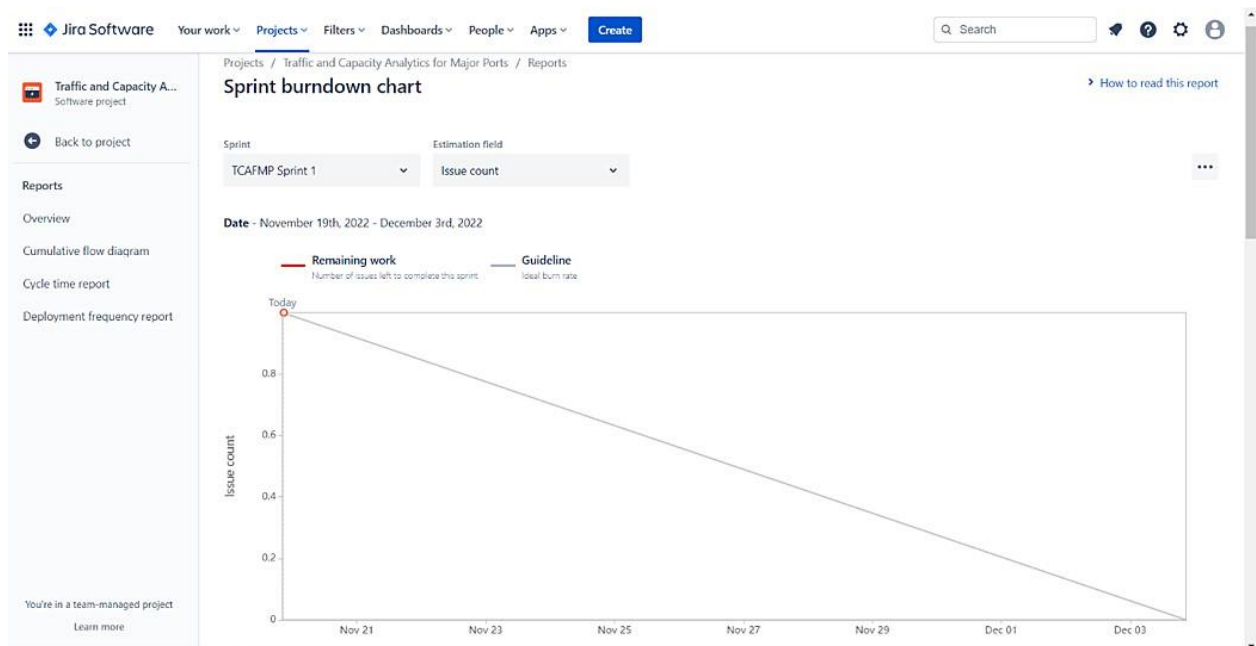 Jira Software Your work Projects Filters Dashboards People Apps Create Search
Projects / Traffic and Capacity Analytics for Major Ports / Reports
Traffic and Capacity A...
Software project
Sprint burndown chart
How to read this report
Back to project
Sprint Estimation field
TCAFMP Sprint 1 Issue count
Reports
Overview
Cumulative flow diagram
Cycle time report
Deployment frequency report
Date - November 19th, 2022 - December 3rd, 2022
Remaining work Guideline
Number of issues left to complete this sprint Ideal burn rate
Today
0.8
0.6
Issue count
0.4
0.2
0
Nov 21 Nov 23 Nov 25 Nov 27 Nov 29 Dec 01 Dec 03
You're in a team-managed project
Learn more